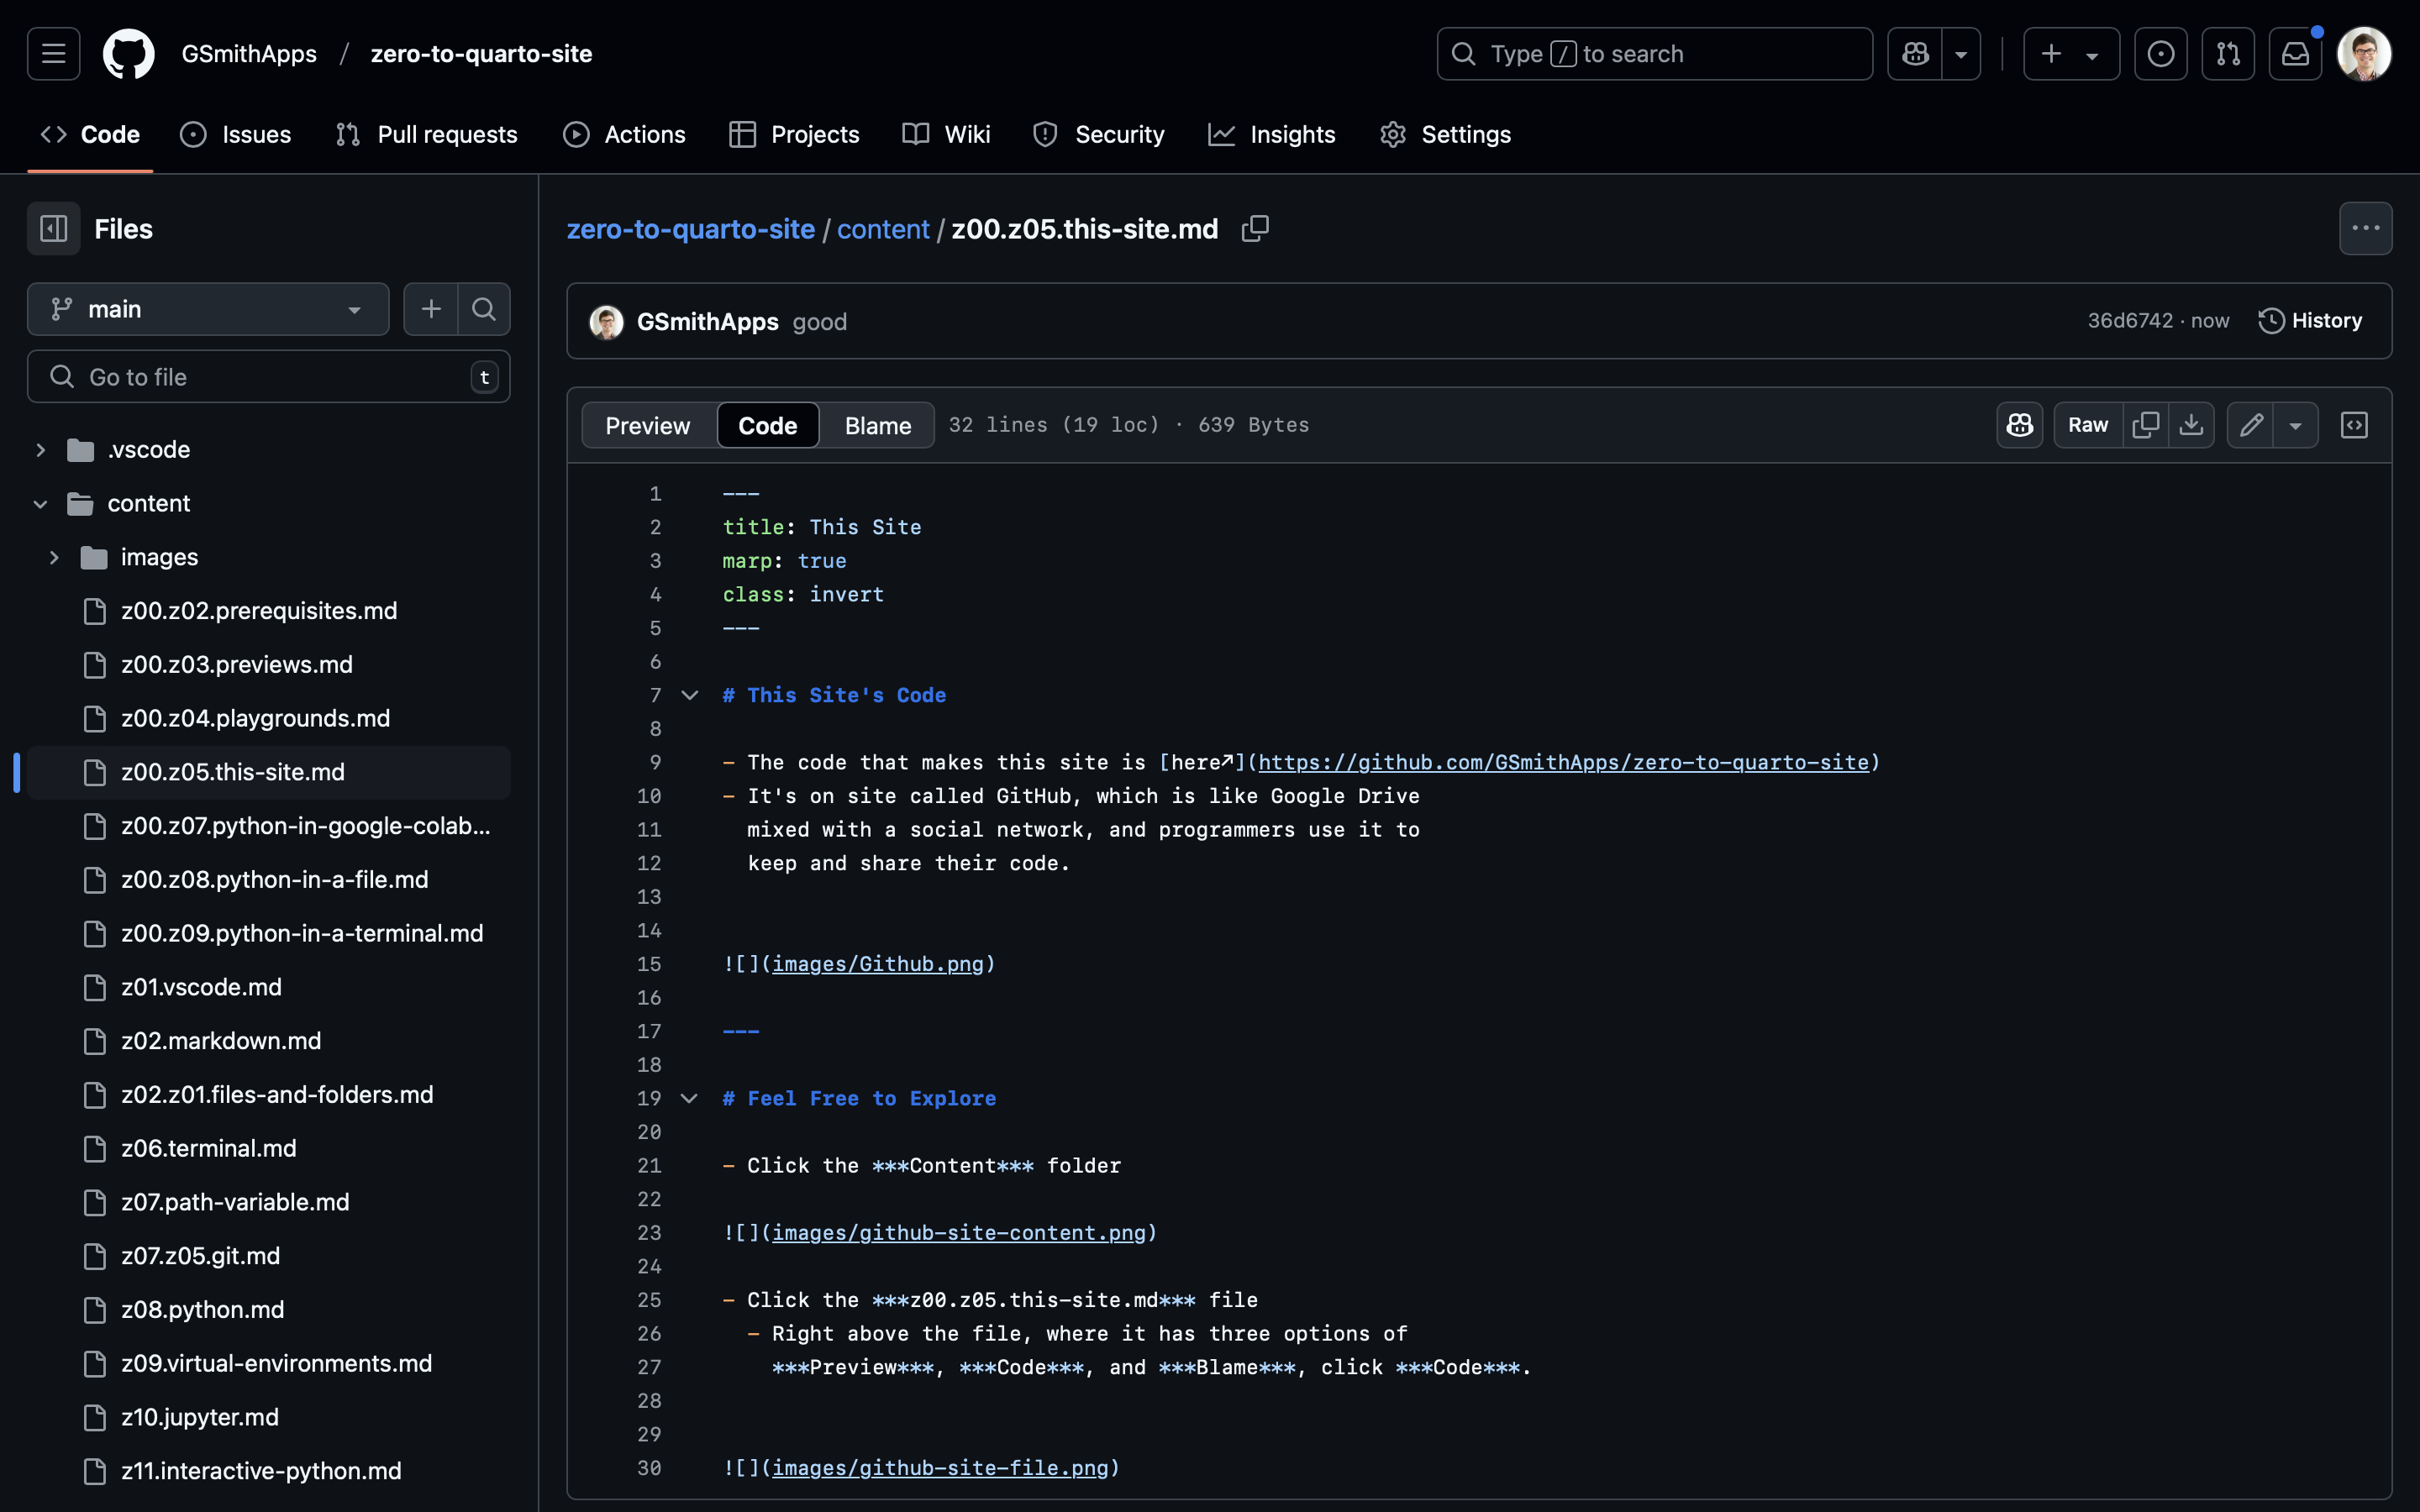 GSmithApps / zero-to-quarto-site
Type / to search
Code
Issues
Pull requests
Actions
Projects
Wiki
Security
Insights
Settings
Files
main
Go to file
t
.vscode
content
images
z00.z02.prerequisites.md
z00.z03.previews.md
z00.z04.playgrounds.md
z00.z05.this-site.md
z00.z07.python-in-google-colab...
z00.z08.python-in-a-file.md
z00.z09.python-in-a-terminal.md
z01.vscode.md
z02.markdown.md
z02.z01.files-and-folders.md
z06.terminal.md
z07.path-variable.md
z07.z05.git.md
z08.python.md
z09.virtual-environments.md
z10.jupyter.md
z11.interactive-python.md
zero-to-quarto-site / content / z00.z05.this-site.md
GSmithApps good
36d6742 · now
History
Preview
Code
Blame
32 lines (19 loc) · 639 Bytes
Raw
1 ---
2 title: This Site
3 marp: true
4 class: invert
5 ---
6
7 # This Site's Code
8
9 - The code that makes this site is [here↗](https://github.com/GSmithApps/zero-to-quarto-site)
10 - It's on site called GitHub, which is like Google Drive
11 mixed with a social network, and programmers use it to
12 keep and share their code.
13
14
15 ![](images/Github.png)
16
17 ---
18
19 # Feel Free to Explore
20
21 - Click the ***Content*** folder
22
23 ![](images/github-site-content.png)
24
25 - Click the ***z00.z05.this-site.md*** file
26 - Right above the file, where it has three options of
27 ***Preview***, ***Code***, and ***Blame***, click ***Code***.
28
29
30 ![](images/github-site-file.png)